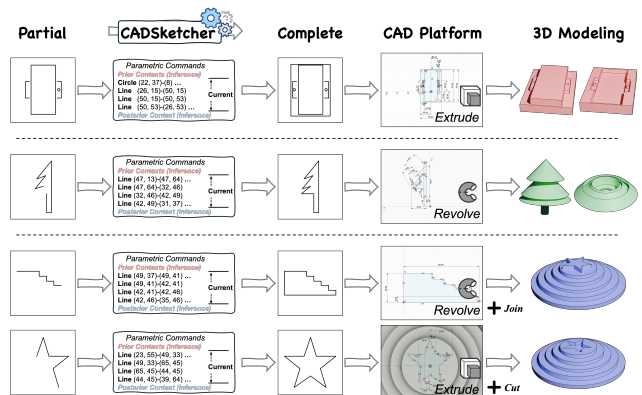 Partial
CADSketcher
Complete
CAD Platform
3D Modeling
Parametric Commands
Prior Contexts (Inference)
Circle (22, 37)-(8) ...
Line (26, 15)-(50, 15)
Line (50, 15)-(50, 53)
Line (50, 53)-(26, 53) ...
Current
Posterior Context (Inference)
Extrude
Parametric Commands
Prior Contexts (Inference)
Line (47, 13)-(47, 64) ...
Line (47, 64)-(32, 46)
Line (32, 46)-(42, 49)
Line (42, 49)-(31, 37) ...
Current
Posterior Context (Inference)
Revolve
Parametric Commands
Prior Contexts (Inference)
Line (49, 37)-(49, 41) ...
Line (49, 41)-(42, 41)
Line (42, 41)-(42, 46)
Line (42, 46)-(35, 46) ...
Current
Posterior Context (Inference)
Revolve
+ Join
Parametric Commands
Prior Contexts (Inference)
Line (23, 55)-(49, 33) ...
Line (49, 33)-(65, 45)
Line (65, 45)-(44, 45)
Line (44, 45)-(39, 64) ...
Current
Posterior Context (Inference)
Extrude
+ Cut